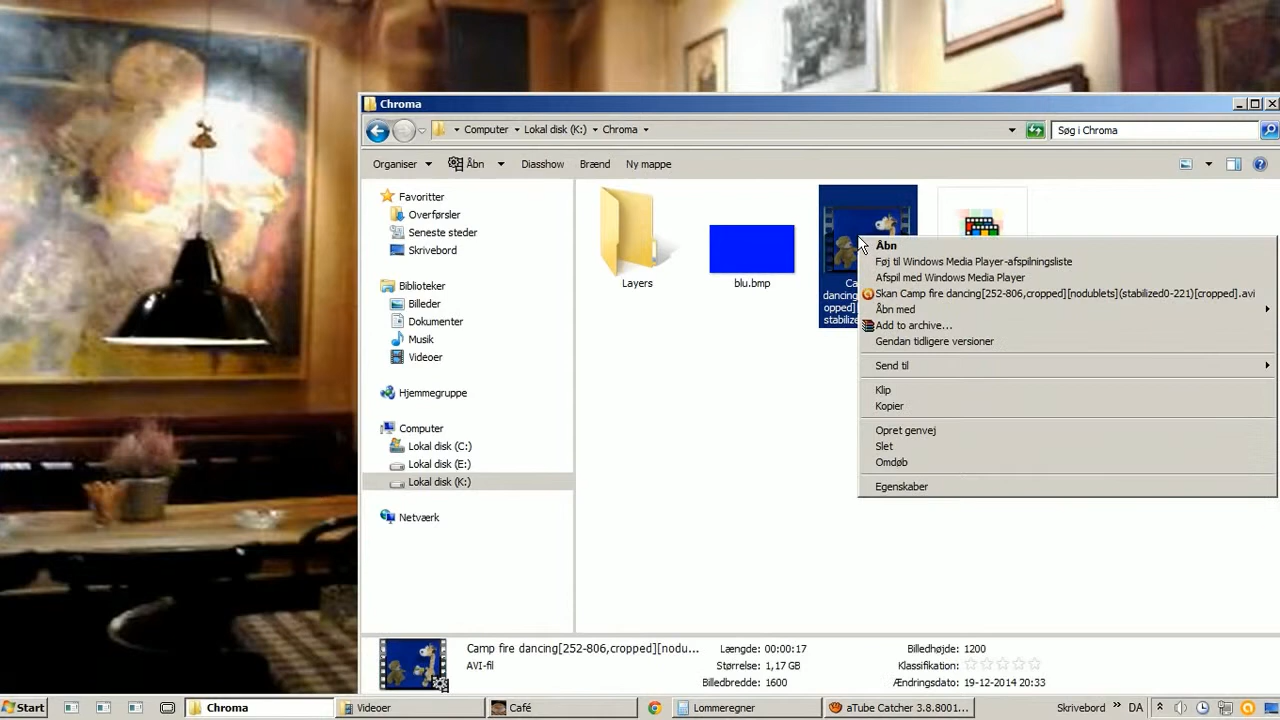 Chroma
Computer
Lokal disk (K:)
Chroma
Søg i Chroma
Organiser
Åbn
Diasshow
Brænd
Ny mappe
Favoritter
Overførsler
Seneste steder
Skrivebord
Biblioteker
Billeder
Dokumenter
Musik
Videoer
Hjemmegruppe
Computer
Lokal disk (C:)
Lokal disk (E:)
Lokal disk (K:)
Netværk
Layers
blu.bmp
Ca
dancing
opped]
stabilize
Åbn
Føj til Windows Media Player-afspilningsliste
Afspil med Windows Media Player
Skan Camp fire dancing[252-806,cropped][nodublets](stabilized0-221)[cropped].avi
Åbn med
Add to archive...
Gendan tidligere versioner
Send til
Klip
Kopier
Opret genvej
Slet
Omdøb
Egenskaber
Camp fire dancing[252-806,cropped][nodu...
AVI-fil
Længde: 00:00:17
Størrelse: 1,17 GB
Billedbredde: 1600
Billedhøjde: 1200
Klassifikation:
Ændringsdato: 19-12-2014 20:33
Start
Chroma
Videoer
Café
Lommeregner
aTube Catcher 3.8.8001...
Skrivebord
DA